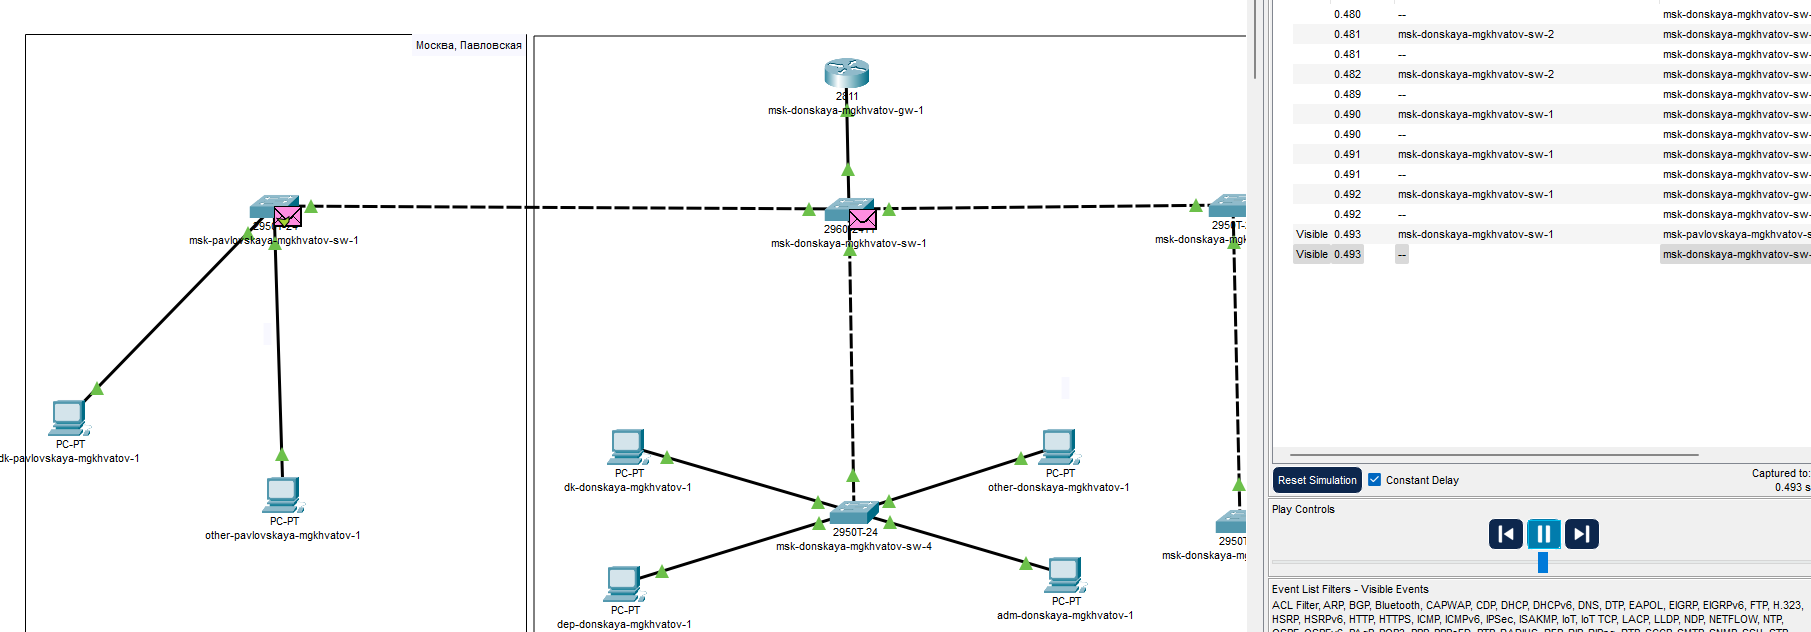 Москва, Павловская
2811
msk-donskaya-mgkhvatov-gw-1
msk-pavlovskaya-mgkhvatov-sw-1
msk-donskaya-mgkhvatov-sw-1
2950T-
msk-donskaya-mgk
PC-PT
dk-pavlovskaya-mgkhvatov-1
PC-PT
other-pavlovskaya-mgkhvatov-1
PC-PT
dk-donskaya-mgkhvatov-1
PC-PT
other-donskaya-mgkhvatov-1
2950T-24
msk-donskaya-mgkhvatov-sw-4
2950T
msk-donskaya-mg
PC-PT
dep-donskaya-mgkhvatov-1
PC-PT
adm-donskaya-mgkhvatov-1
0.480 -- msk-donskaya-mgkhvatov-sw-
0.481 msk-donskaya-mgkhvatov-sw-2 msk-donskaya-mgkhvatov-sw-
0.481 -- msk-donskaya-mgkhvatov-sw-
0.482 msk-donskaya-mgkhvatov-sw-2 msk-donskaya-mgkhvatov-sw-
0.489 -- msk-donskaya-mgkhvatov-sw-
0.490 msk-donskaya-mgkhvatov-sw-1 msk-donskaya-mgkhvatov-sw-
0.490 -- msk-donskaya-mgkhvatov-sw-
0.491 msk-donskaya-mgkhvatov-sw-1 msk-donskaya-mgkhvatov-sw-
0.491 -- msk-donskaya-mgkhvatov-sw-
0.492 msk-donskaya-mgkhvatov-sw-1 msk-donskaya-mgkhvatov-gw-
0.492 -- msk-donskaya-mgkhvatov-sw-
Visible 0.493 msk-donskaya-mgkhvatov-sw-1 msk-pavlovskaya-mgkhvatov-s
Visible 0.493 -- msk-donskaya-mgkhvatov-sw-
Reset Simulation Constant Delay
Captured to:
0.493 s
Play Controls
Event List Filters - Visible Events
ACL Filter, ARP, BGP, Bluetooth, CAPWAP, CDP, DHCP, DHCPv6, DNS, DTP, EAPOL, EIGRP, EIGRPv6, FTP, H.323,
HSRP, HSRPv6, HTTP, HTTPS, ICMP, ICMPv6, IPSec, ISAKMP, IoT, IoT TCP, LACP, LLDP, NDP, NETFLOW, NTP,